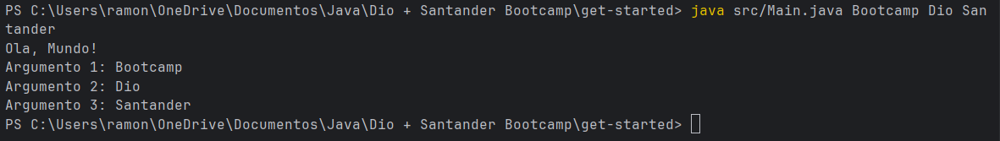 PS C:\Users\ramon\OneDrive\Documentos\Java\Dio + Santander Bootcamp\get-started> java src/Main.java Bootcamp Dio San
tander
Ola, Mundo!
Argumento 1: Bootcamp
Argumento 2: Dio
Argumento 3: Santander
PS C:\Users\ramon\OneDrive\Documentos\Java\Dio + Santander Bootcamp\get-started>